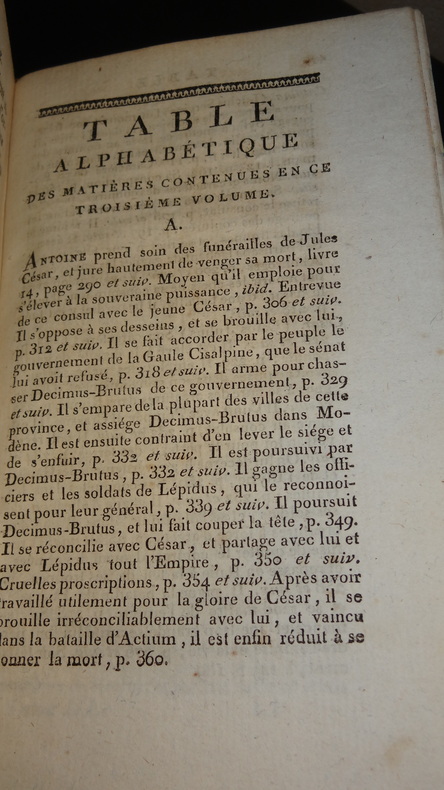 TABLE
ALPHABÉTIQUE
DES MATIÈRES CONTENUES EN CE
TROISIÉME VOLUME.
A.
ANTOINE prend soin des funérailles de Jules
César, et jure hautement de venger sa mort, livre
14, page 290 et suiv. Moyen qu'il emploie pour
s'élever à la souveraine puissance, ibid. Entrevue
de ce consul avec le jeune César, p. 306 et suiv.
Il s'oppose à ses desseins, et se brouille avec lui,
p. 312 et suiv. Il se fait accorder par le peuple le
gouvernement de la Gaule Cisalpine, que le sénat
lui avoit refusé, p. 318 et suiv. Il arme pour chas-
ser Decimus-Brutus de ce gouvernement, p. 329
et suiv. Il s'empare de la plupart des villes de cette
province, et assiége Decimus-Brutus dans Mo-
dène. Il est ensuite contraint d'en lever le siége et
de s'enfuir, p. 332 et suiv. Il est poursuivi par
Decimus-Brutus, p. 332 et suiv. Il gagne les offi-
ciers et les soldats de Lépidus, qui le reconnoi-
sent pour leur général, p. 339 et suiv. Il poursuit
Decimus-Brutus, et lui fait couper la tête, p. 349.
Il se réconcilie avec César, et partage avec lui et
avec Lépidus tout l'Empire, p. 350 et suiv.
Cruelles proscriptions, p. 354 et suiv. Après avoir
travaillé utilement pour la gloire de César, il se
brouille irréconciliablement avec lui, et vaincu
dans la bataille d'Actium, il est enfin réduit à se
onner la mort, p. 360.